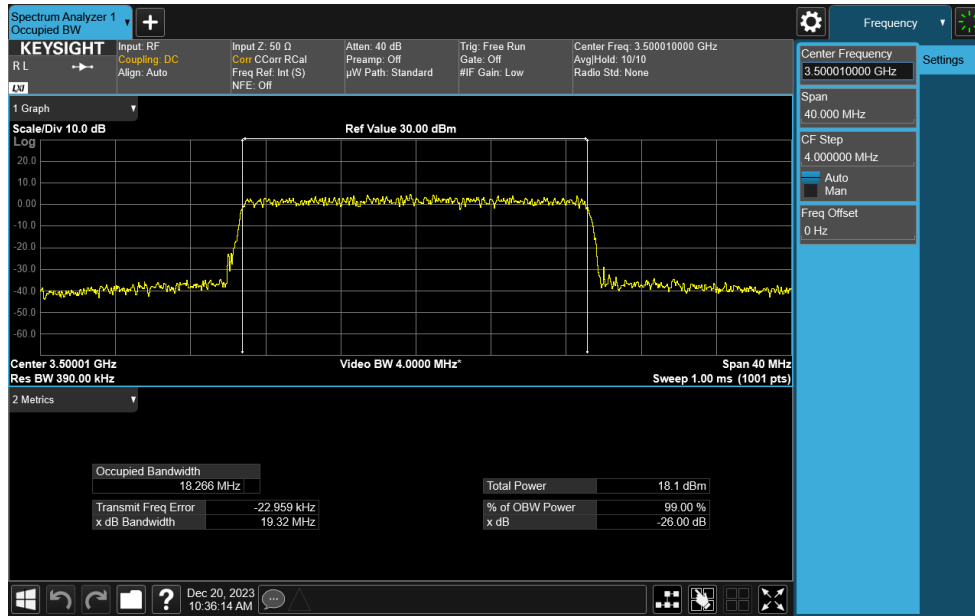 Spectrum Analyzer 1
Occupied BW
Frequency
KEYSIGHT
R L
LXI
Input: RF
Coupling: DC
Align: Auto
Input Z: 50 Ω
Corr CCorr RCal
Freq Ref: Int (S)
NFE: Off
Atten: 40 dB
Preamp: Off
µW Path: Standard
Trig: Free Run
Gate: Off
#IF Gain: Low
Center Freq: 3.500010000 GHz
Avg|Hold: 10/10
Radio Std: None
Center Frequency
3.500010000 GHz
Settings
Span
40.000 MHz
CF Step
4.000000 MHz
Auto
Man
Freq Offset
0 Hz
1 Graph
Scale/Div 10.0 dB
Ref Value 30.00 dBm
Log
20.0
10.0
0.00
-10.0
-20.0
-30.0
-40.0
-50.0
-60.0
Center 3.50001 GHz
Video BW 4.0000 MHz*
Span 40 MHz
Res BW 390.00 kHz
Sweep 1.00 ms (1001 pts)
2 Metrics
Occupied Bandwidth
18.266 MHz
Total Power 18.1 dBm
Transmit Freq Error -22.959 kHz
% of OBW Power 99.00 %
x dB Bandwidth 19.32 MHz
x dB -26.00 dB
?
Dec 20, 2023
10:36:14 AM